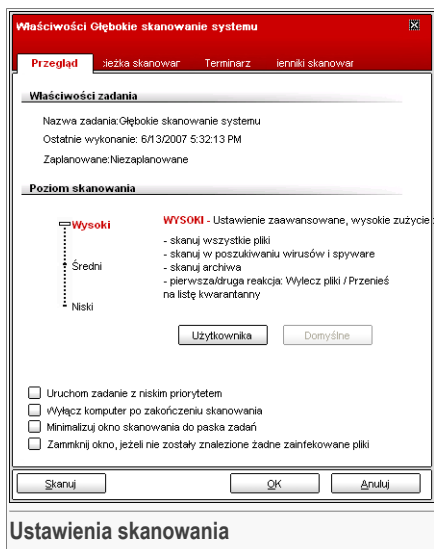 Właściwości Głębokie skanowanie systemu
Przegląd
:ieżka skanowar
Terminarz
ienniki skanowar
Właściwości zadania
Nazwa zadania:Głębokie skanowanie systemu
Ostatnie wykonanie: 6/13/2007 5:32:13 PM
Zaplanowane:Niezaplanowane
Poziom skanowania
Wysoki
Średni
Niski
WYSOKI - Ustawienie zaawansowane, wysokie zużycie
- skanuj wszystkie pliki
- skanuj w poszukiwaniu wirusów i spyware
- skanuj archiwa
- pierwsza/druga reakcja: Wylecz pliki / Przenieś
na listę kwarantanny
Użytkownika
Domyślne
Uruchom zadanie z niskim priorytetem
Wyłącz komputer po zakończeniu skanowania
Minimalizuj okno skanowania do paska zadań
Zammknij okno, jeżeli nie zostały znalezione żadne zainfekowane pliki
Skanuj
OK
Anuluj
Ustawienia skanowania